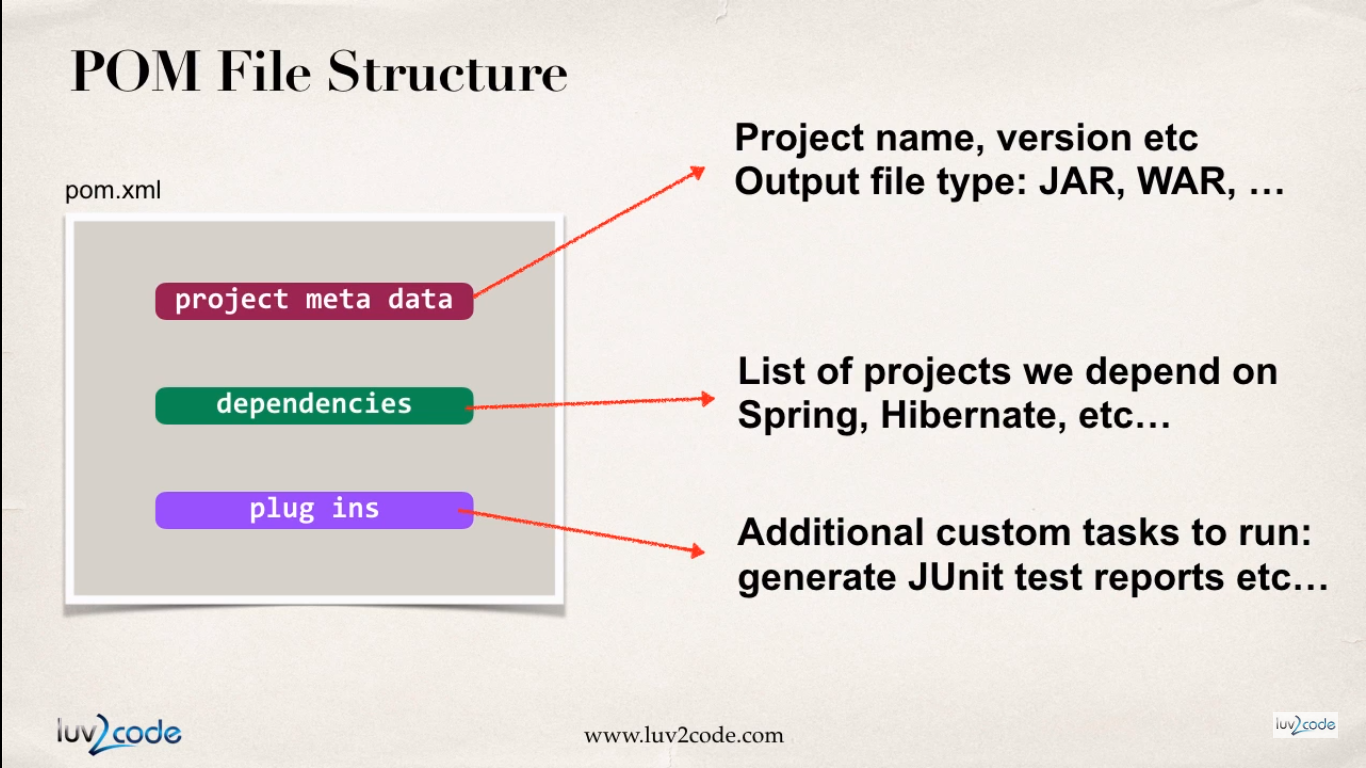 POM File Structure
pom.xml
project meta data
dependencies
plug ins
Project name, version etc
Output file type: JAR, WAR, …
List of projects we depend on
Spring, Hibernate, etc…
Additional custom tasks to run:
generate JUnit test reports etc…
luv2code
www.luv2code.com
luv2code